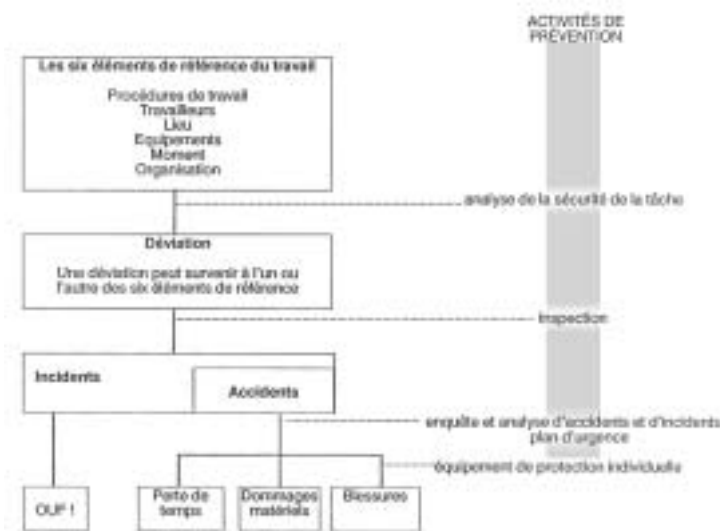 ACTIVITÉS DE
PRÉVENTION
Les six éléments de référence du travail
Procédures de travail
Travailleurs
Lieu
Equipements
Moment
Organisation
analyse de la sécurité de la tâche
Déviation
Une déviation peut survenir à l'un ou
l'autre des six éléments de référence
Inspection
Incidents
Accidents
enquête et analyse d'accidents et d'incidents
plan d'urgence
équipement de protection individuelle
OUF !
Perte de
temps
Dommages
matériels
Blessures